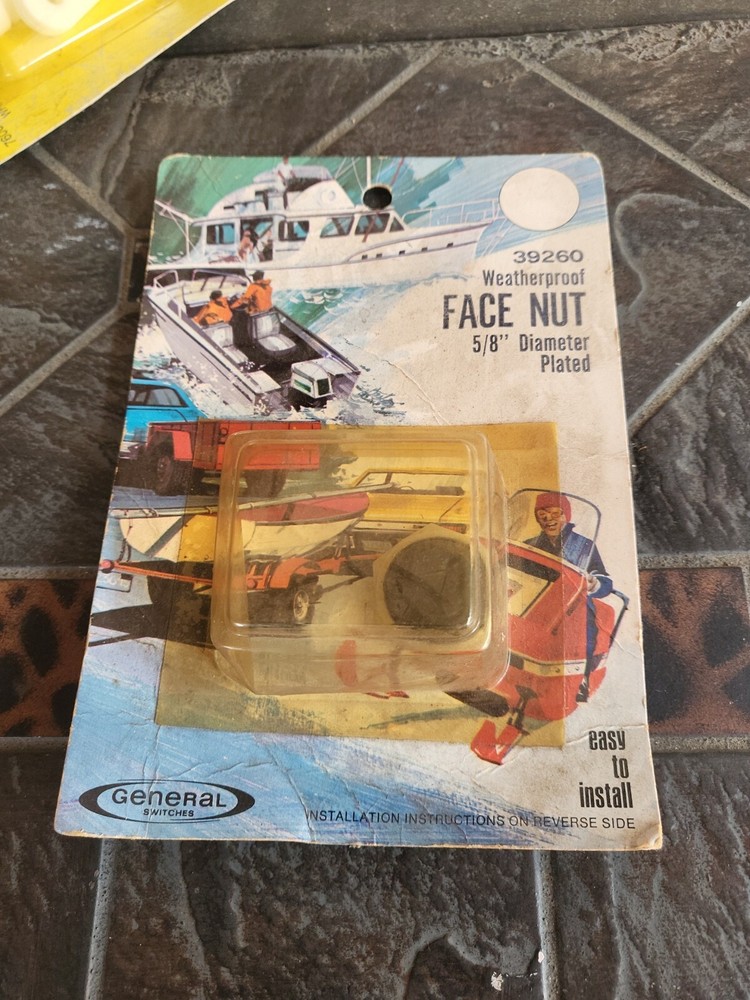 39260
Weatherproof
FACE NUT
5/8" Diameter
Plated
easy
to
install
GENERAL
SWITCHES
INSTALLATION INSTRUCTIONS ON REVERSE SIDE